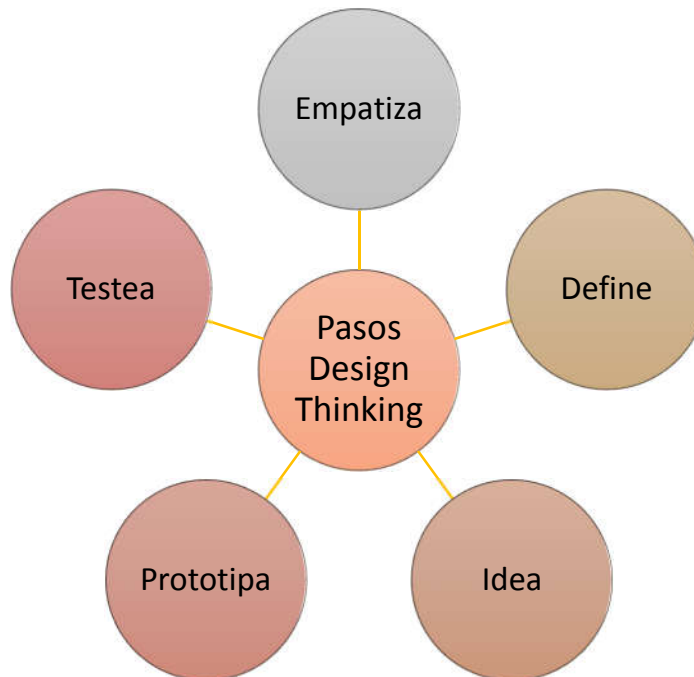 Empatiza
Define
Idea
Prototipa
Testea
Pasos
Design
Thinking